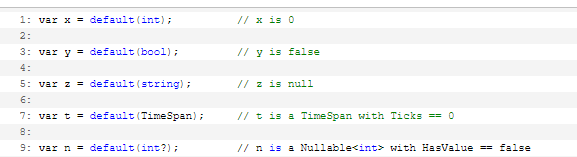 1: var x = default(int);          // x is 0
2:
3: var y = default(bool);         // y is false
4:
5: var z = default(string);       // z is null
6:
7: var t = default(TimeSpan);     // t is a TimeSpan with Ticks == 0
8:
9: var n = default(int?);         // n is a Nullable<int> with HasValue == false